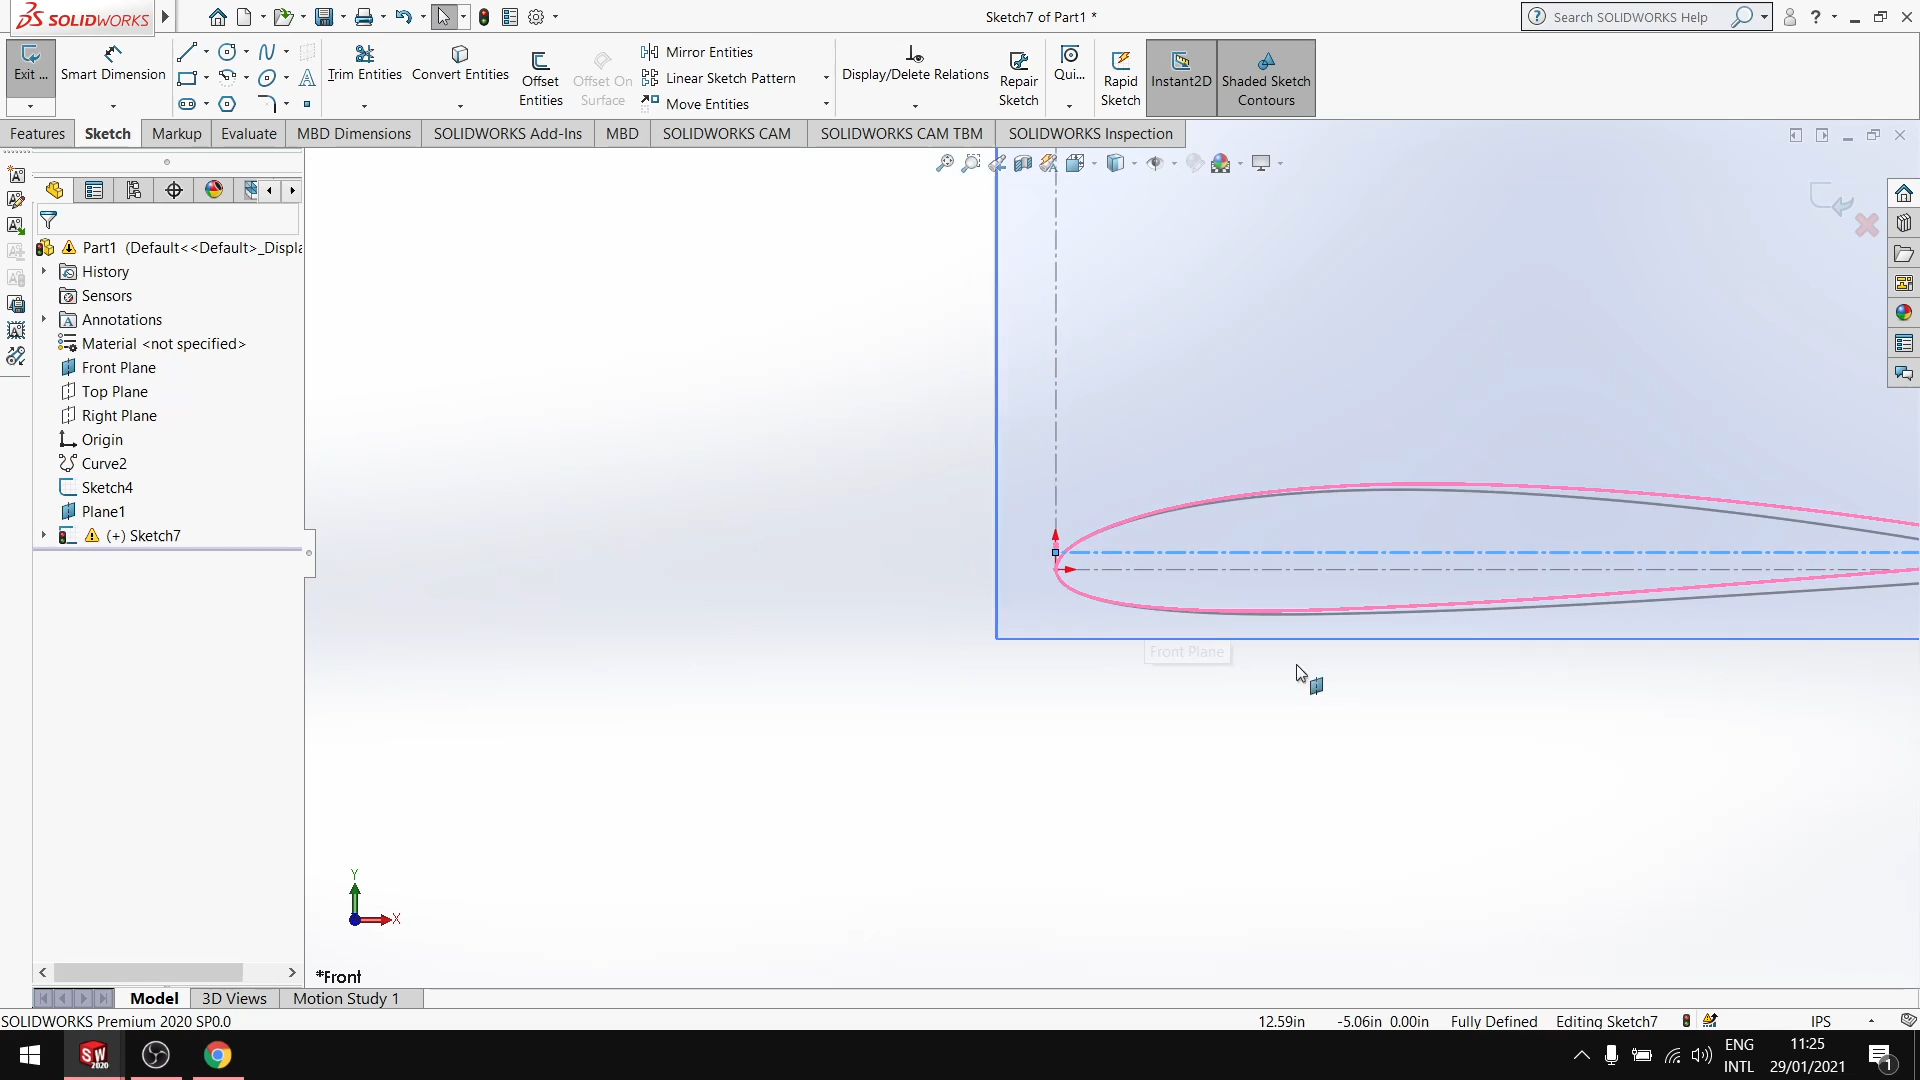 SOLIDWORKS
Sketch7 of Part1 *
Search SOLIDWORKS Help
Exit ...
Smart Dimension
Trim Entities
Convert Entities
Offset Entities
Offset On Surface
Mirror Entities
Linear Sketch Pattern
Move Entities
Display/Delete Relations
Repair Sketch
Qui...
Rapid Sketch
Instant2D
Shaded Sketch Contours
Features
Sketch
Markup
Evaluate
MBD Dimensions
SOLIDWORKS Add-Ins
MBD
SOLIDWORKS CAM
SOLIDWORKS CAM TBM
SOLIDWORKS Inspection
Part1 (Default<<Default>_Displa
History
Sensors
Annotations
Material <not specified>
Front Plane
Top Plane
Right Plane
Origin
Curve2
Sketch4
Plane1
(+) Sketch7
Front Plane
Y
X
*Front
Model
3D Views
Motion Study 1
SOLIDWORKS Premium 2020 SP0.0
12.59in
-5.06in
0.00in
Fully Defined
Editing Sketch7
IPS
SW
2020
ENG
INTL
11:25
29/01/2021
1